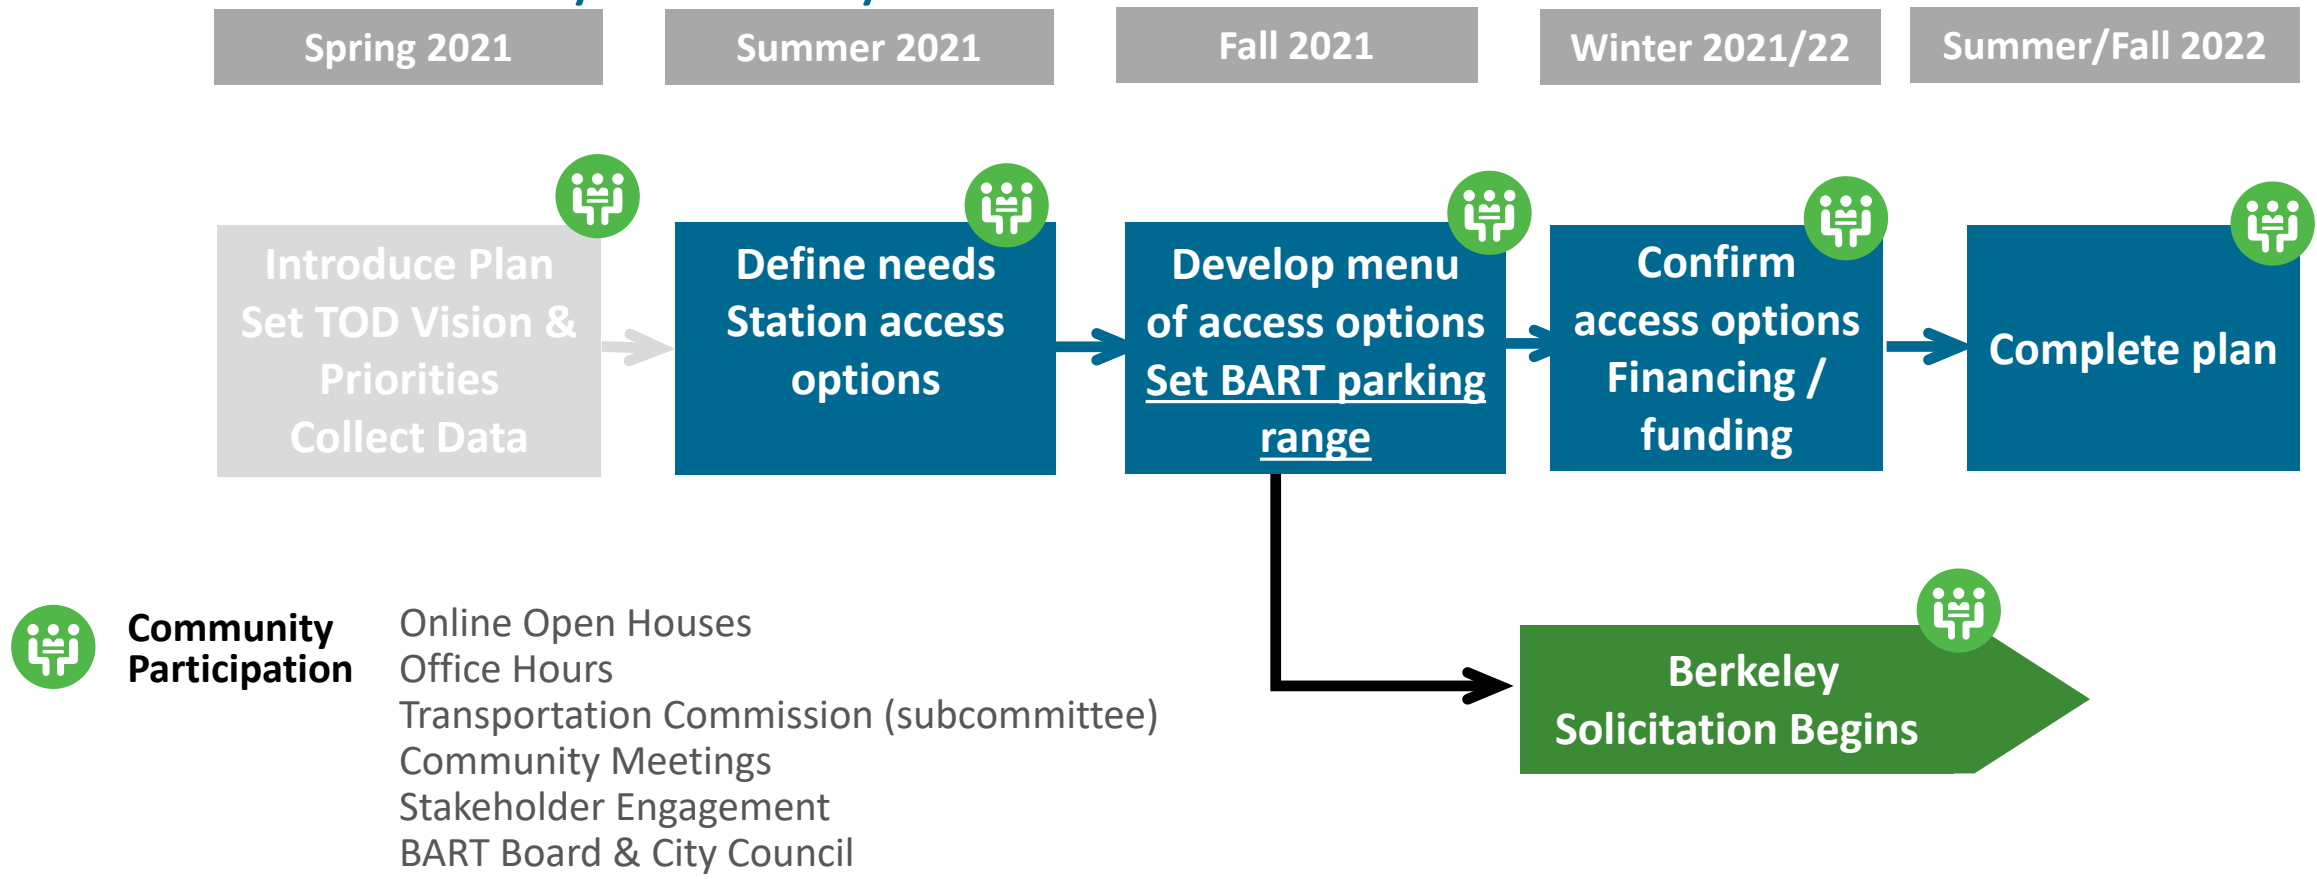 Spring 2021
Summer 2021
Fall 2021
Winter 2021/22
Summer/Fall 2022
Introduce Plan
Set TOD Vision &
Priorities
Collect Data
Define needs
Station access
options
Develop menu
of access options
Set BART parking
range
Confirm
access options
Financing /
funding
Complete plan
Berkeley
Solicitation Begins
Community
Participation
Online Open Houses
Office Hours
Transportation Commission (subcommittee)
Community Meetings
Stakeholder Engagement
BART Board & City Council